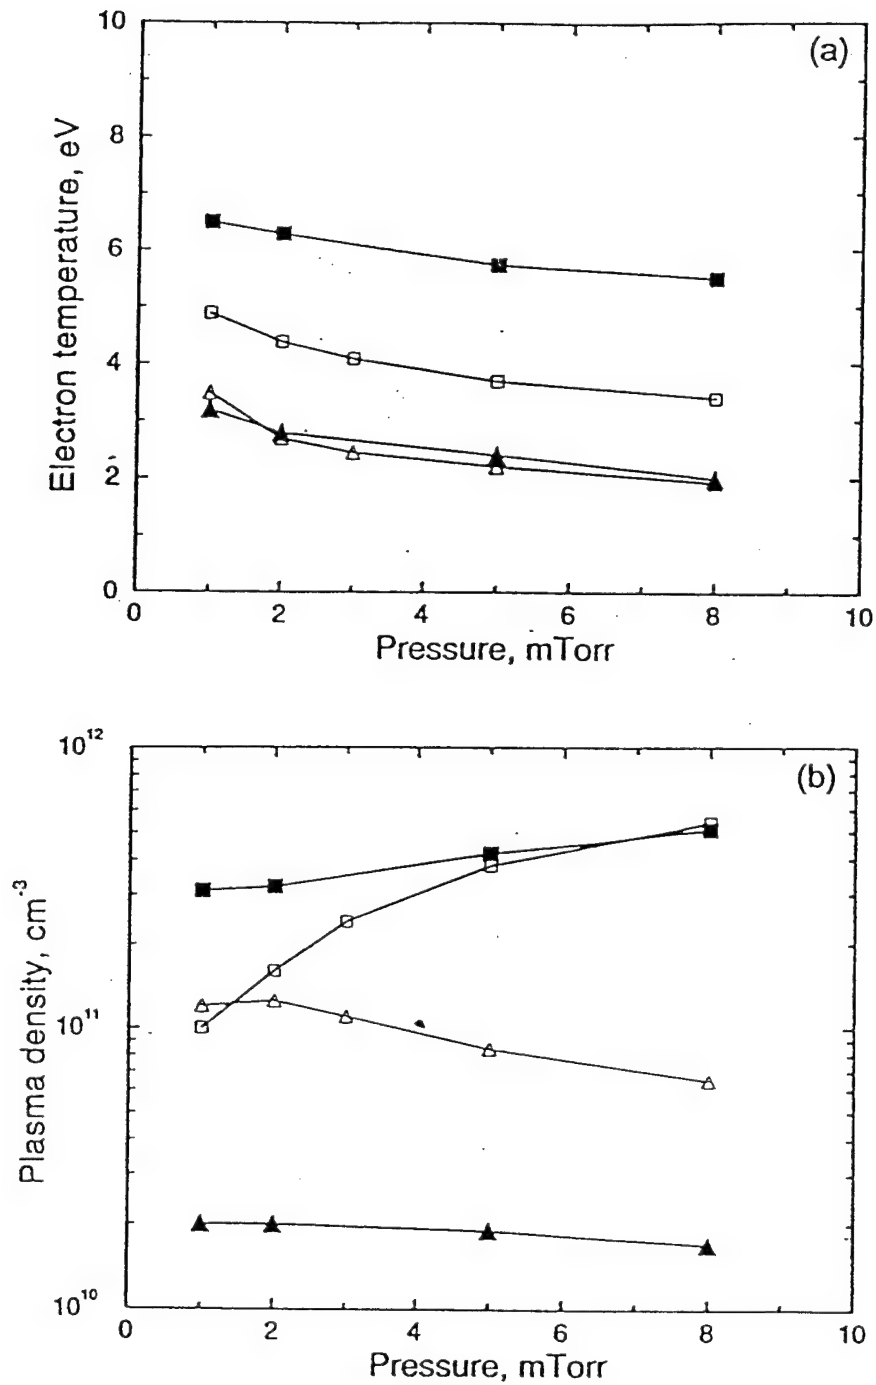 (a)
10
8
6
4
2
0
Electron temperature, eV
0 2 4 6 8 10
Pressure, mTorr
(b)
10¹²
10¹¹
10¹⁰
Plasma density, cm⁻³
0 2 4 6 8 10
Pressure, mTorr